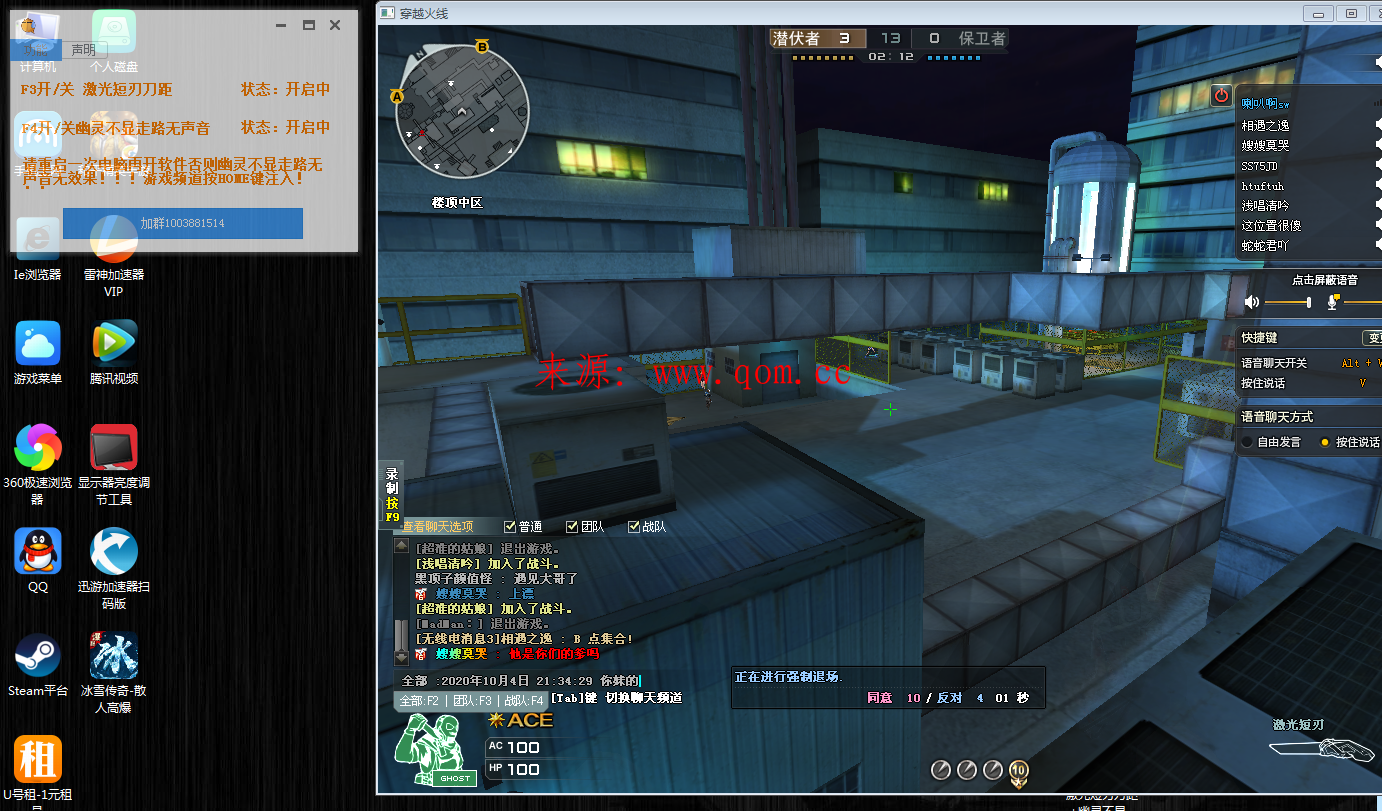 功能
声明
计算机
个人磁盘
F3开/关 激光短刃刀距
状态：开启中
F4开/关幽灵不显走路无声音
状态：开启中
请重启一次电脑再开软件否则幽灵不显走路无
声音无效果！！！游戏频道按HOME键注入！
加群1003881514
Ie浏览器
雷神加速器
VIP
游戏菜单
腾讯视频
360极速浏览
器
显示器亮度调
节工具
QQ
迅游加速器扫
码版
Steam平台
冰雪传奇-散
人高爆
租
U号租-1元租
穿越火线
潜伏者 3 13 0 保卫者
02:12
N
B
A
楼顶中区
喇叭啊sw
相遇之逸
嫂嫂莫哭
SS75JD
htuftuh
浅唱清吟
这位置很傻
蛇蛇君吖
点击屏蔽语音
快捷键
语音聊天开关 Alt +
按住说话 V
语音聊天方式
自由发言 按住说话
来源: www.qom.cc
录制按F9
查看聊天选项 普通 团队 战队
[超难的姑娘] 退出游戏。
[浅唱清吟] 加入了战斗。
黑项子颜值怪 : 遇见大哥了
嫂嫂莫哭 : 上漂
[超难的姑娘] 加入了战斗。
[MadMan:] 退出游戏。
[无线电消息3]相遇之逸 : B 点集合!
嫂嫂莫哭 : 他是你们的爹吗
全部 :2020年10月4日 21:34:29 你妹的
全部:F2 | 团队:F3 | 战队:F4 [Tab]键 切换聊天频道
正在进行强制退场.
同意 10 / 反对 4 01 秒
ACE
AC 100
HP 100
GHOST
10
激光短刃